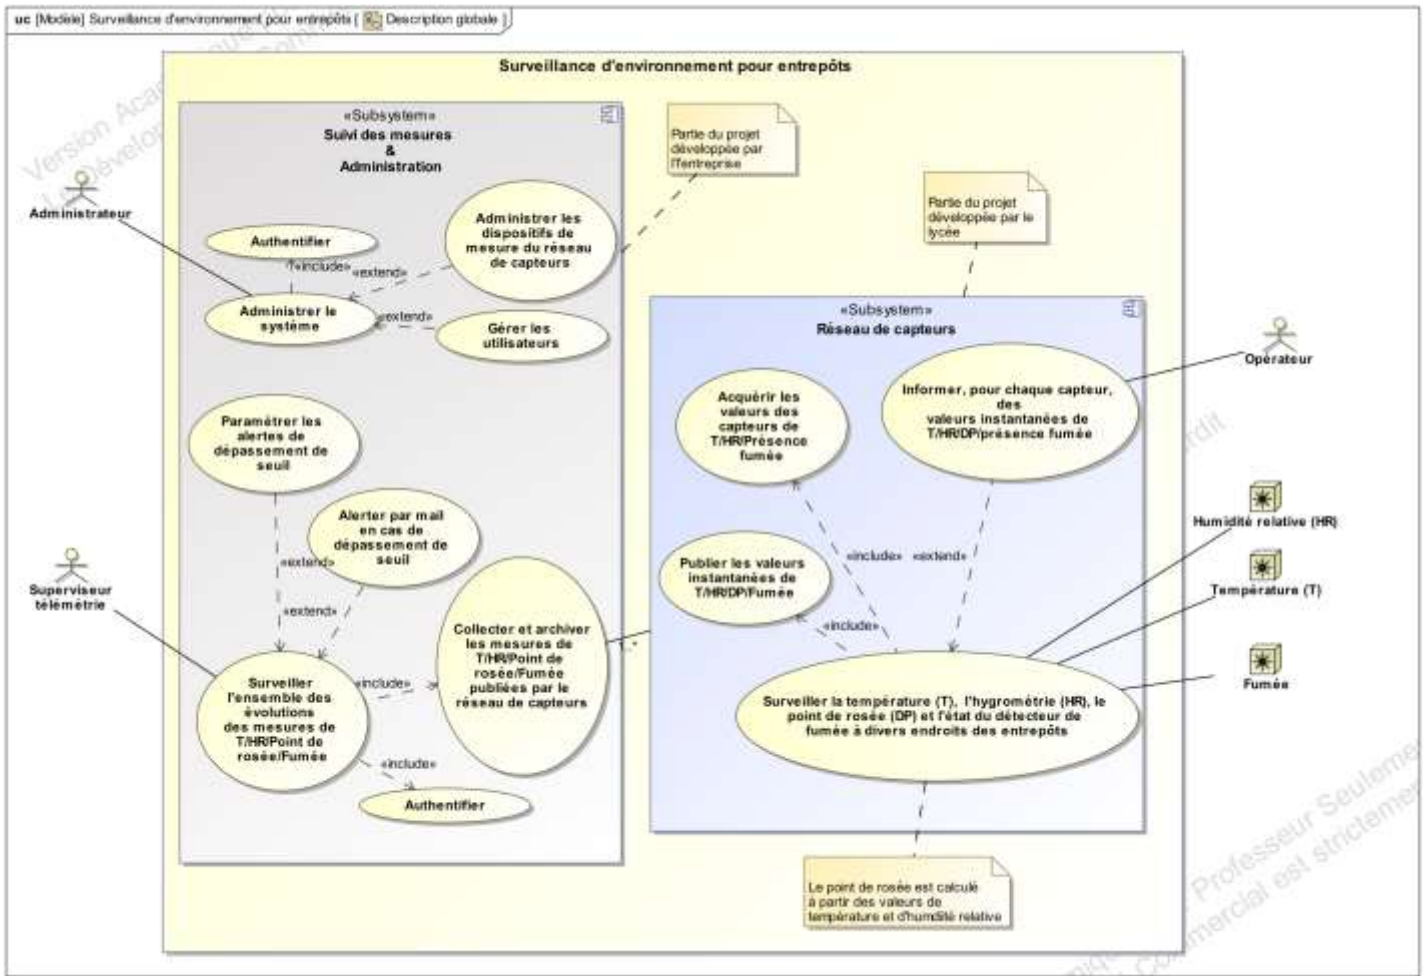 uc [Modèle] Surveillance d'environnement pour entrepôts [ Description globale ]
Surveillance d'environnement pour entrepôts
«Subsystem»
Suivi des mesures
&
Administration
Partie du projet
développée par
l'entreprise
Partie du projet
développée par le
lycée
Administrateur
Authentifier
«include»
«extend»
Administrer les
dispositifs de
mesure du réseau
de capteurs
Administrer le
système
«extend»
Gérer les
utilisateurs
Paramétrer les
alertes de
dépassement de
seuil
Alerter par mail
en cas de
dépassement de
seuil
«extend»
«extend»
Superviseur
télémétrie
Surveiller
l'ensemble des
évolutions
des mesures de
T/HR/Point de
rosée/Fumée
«include»
Collecter et archiver
les mesures de
T/HR/Point de
rosée/Fumée
publiées par le
réseau de capteurs
«include»
Authentifier
«Subsystem»
Réseau de capteurs
Acquérir les
valeurs des
capteurs de
T/HR/Présence
fumée
Informer, pour chaque capteur,
des
valeurs instantanées de
T/HR/DP/présence fumée
Opérateur
Publier les valeurs
instantanées de
T/HR/DP/Fumée
«include»
«extend»
«include»
Surveiller la température (T), l'hygrométrie (HR), le
point de rosée (DP) et l'état du détecteur de
fumée à divers endroits des entrepôts
Humidité relative (HR)
Température (T)
Fumée
Le point de rosée est calculé
à partir des valeurs de
température et d'humdité relative
Professeur Seuleme
Commercial est strictemen